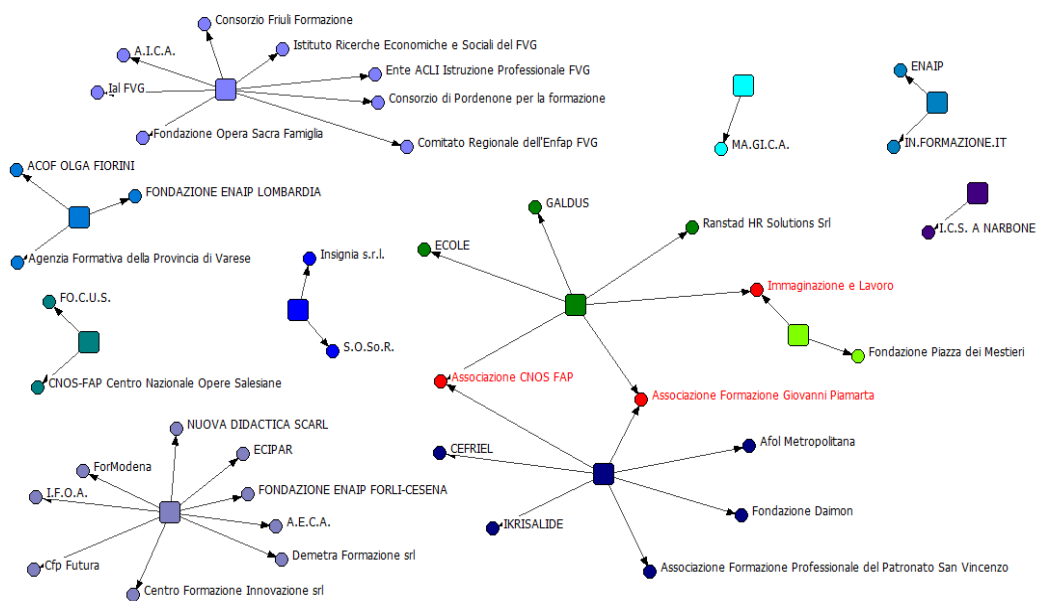 Consorzio Friuli Formazione
A.I.C.A.
Istituto Ricerche Economiche e Sociali del FVG
Ial FVG
Ente ACLI Istruzione Professionale FVG
Consorzio di Pordenone per la formazione
Fondazione Opera Sacra Famiglia
Comitato Regionale dell'Enfap FVG
MA.GI.C.A.
ENAIP
IN.FORMAZIONE.IT
ACOF OLGA FIORINI
FONDAZIONE ENAIP LOMBARDIA
Agenzia Formativa della Provincia di Varese
I.C.S. A NARBONE
GALDUS
Ranstad HR Solutions Srl
ECOLE
Insignia s.r.l.
S.O.So.R.
Immaginazione e Lavoro
Fondazione Piazza dei Mestieri
FO.C.U.S.
CNOS-FAP Centro Nazionale Opere Salesiane
Associazione CNOS FAP
Associazione Formazione Giovanni Piamarta
NUOVA DIDACTICA SCARL
ECIPAR
ForModena
I.F.O.A.
FONDAZIONE ENAIP FORLI-CESENA
A.E.C.A.
Demetra Formazione srl
Cfp Futura
Centro Formazione Innovazione srl
CEFRIEL
Afol Metropolitana
IKRISALIDE
Fondazione Daimon
Associazione Formazione Professionale del Patronato San Vincenzo